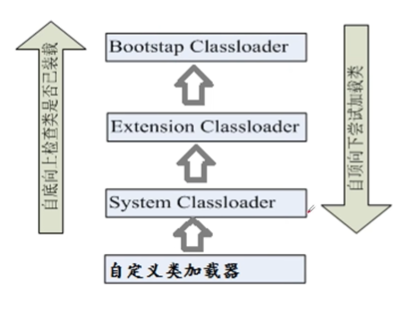 自底向上检查类是否已装载
Bootstap Classloader
Extension Classloader
System Classloader
自定义类加载器
自顶向下尝试加载类